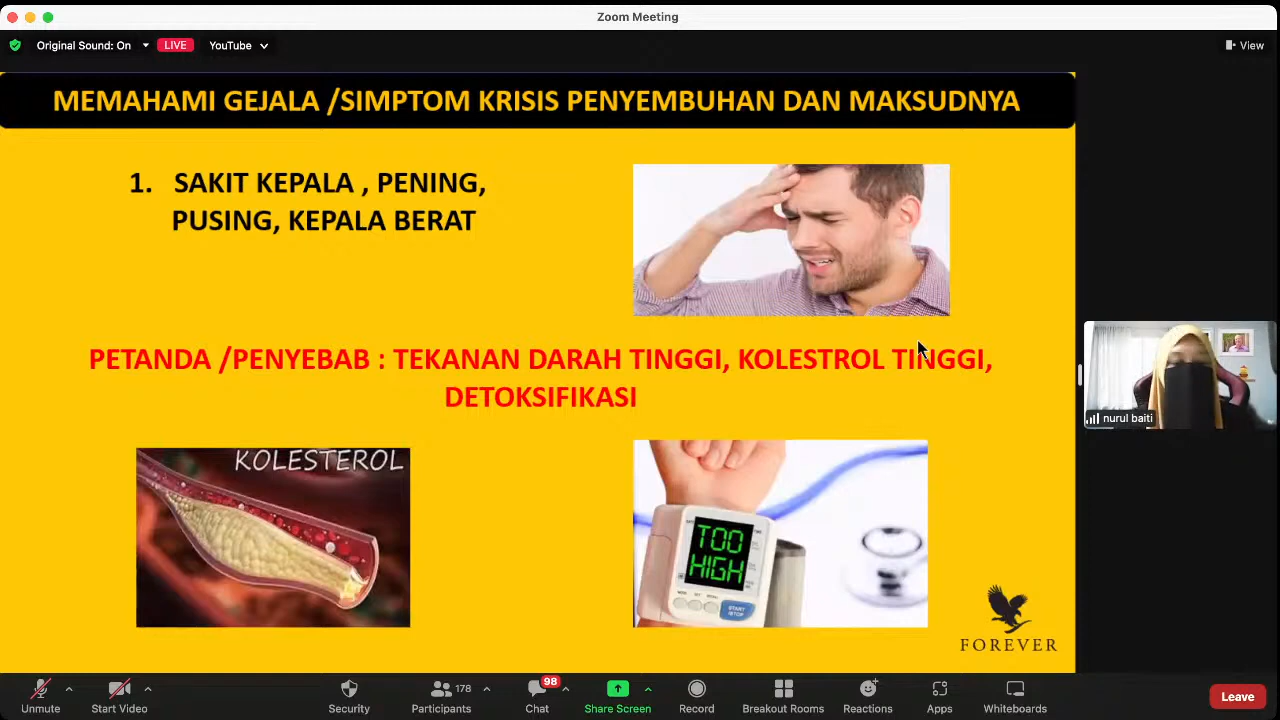 Zoom Meeting
Original Sound: On
LIVE
YouTube
View
MEMAHAMI GEJALA /SIMPTOM KRISIS PENYEMBUHAN DAN MAKSUDNYA
1. SAKIT KEPALA , PENING,
PUSING, KEPALA BERAT
PETANDA /PENYEBAB : TEKANAN DARAH TINGGI, KOLESTROL TINGGI,
DETOKSIFIKASI
nurul baiti
KOLESTEROL
TOO
HIGH
START
FOREVER
Unmute
Start Video
Security
178
Participants
98
Chat
Share Screen
Record
Breakout Rooms
Reactions
Apps
Whiteboards
Leave